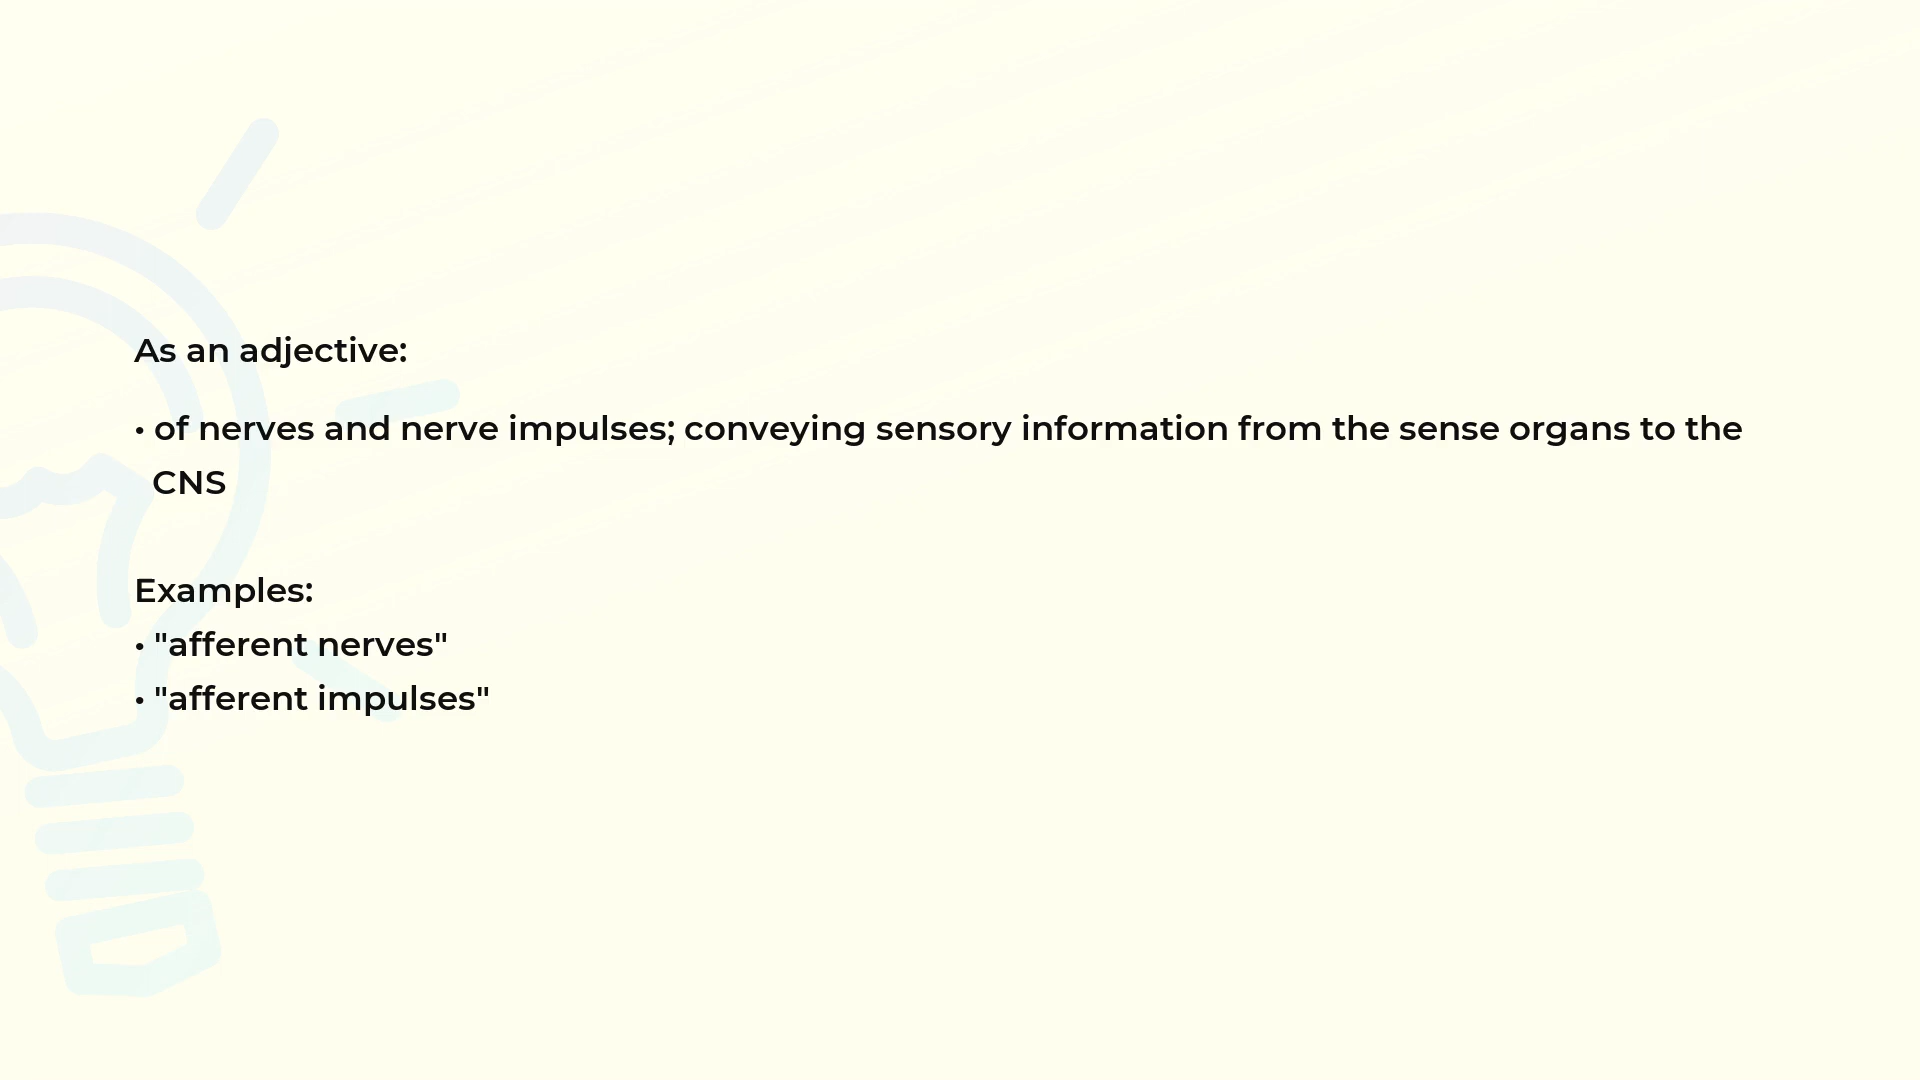 As an adjective:
• of nerves and nerve impulses; conveying sensory information from the sense organs to the
CNS
Examples:
• "afferent nerves"
• "afferent impulses"